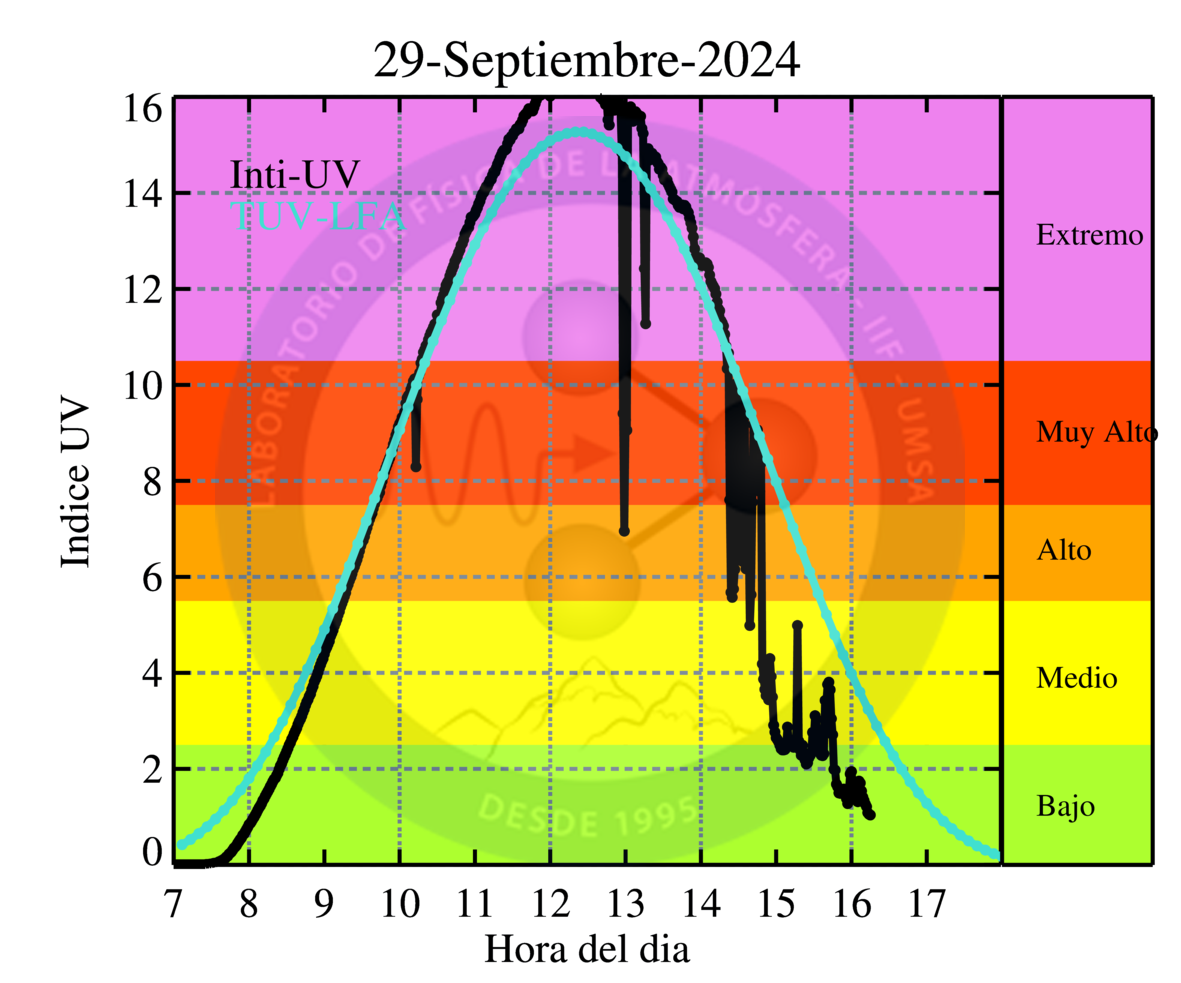 29-Septiembre-2024
16
14
12
10
8
6
4
2
0
Indice UV
Inti-UV
TUV-LFA
LABORATORIO DE FÍSICA DE LA ATMÓSFERA - IIF - UMSA
DESDE 1995
Extremo
Muy Alto
Alto
Medio
Bajo
7 8 9 10 11 12 13 14 15 16 17
Hora del dia